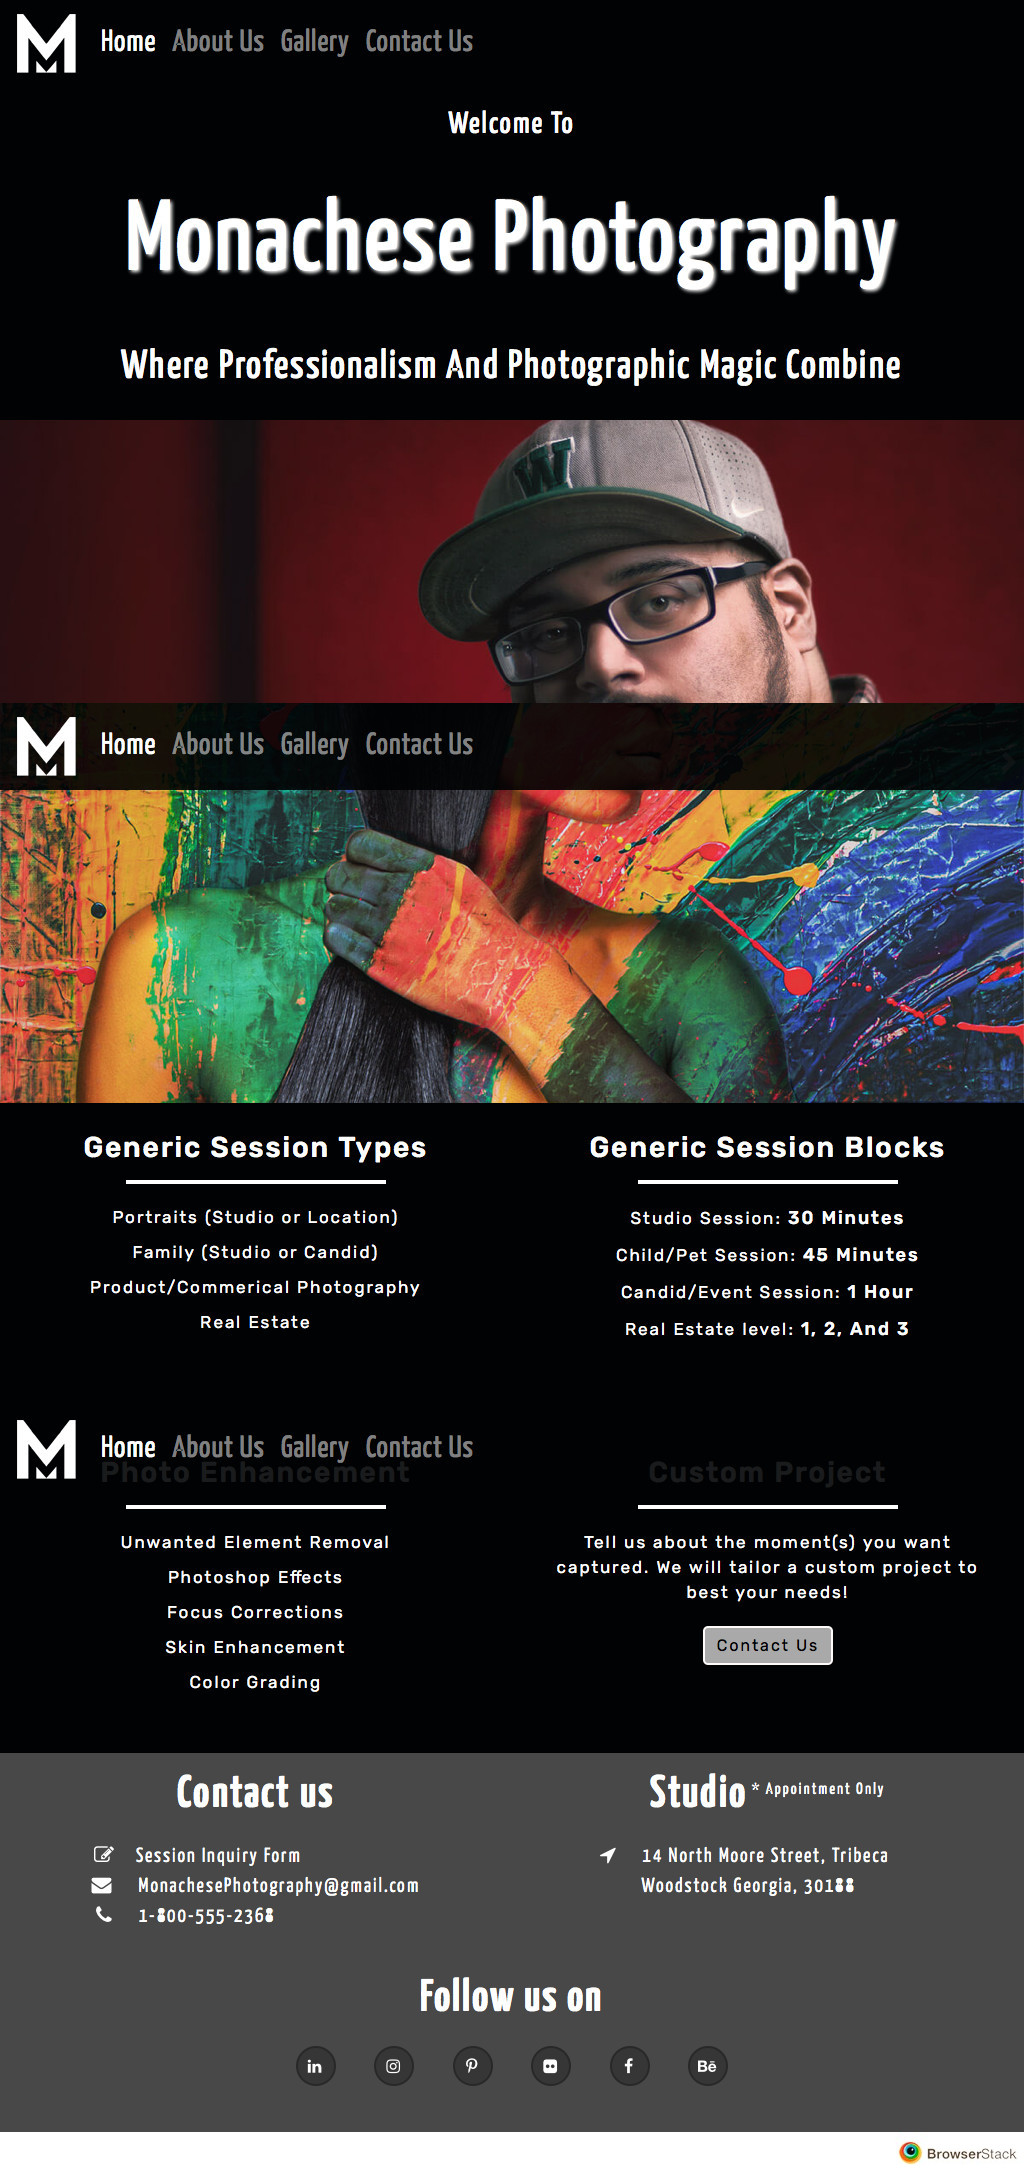 M Home About Us Gallery Contact Us
Welcome To
Monachese Photography
Where Professionalism And Photographic Magic Combine
W
M Home About Us Gallery Contact Us
Generic Session Types
Portraits (Studio or Location)
Family (Studio or Candid)
Product/Commerical Photography
Real Estate
Generic Session Blocks
Studio Session: 30 Minutes
Child/Pet Session: 45 Minutes
Candid/Event Session: 1 Hour
Real Estate level: 1, 2, And 3
M Home About Us Gallery Contact Us
Photo Enhancement
Unwanted Element Removal
Photoshop Effects
Focus Corrections
Skin Enhancement
Color Grading
Custom Project
Tell us about the moment(s) you want
captured. We will tailor a custom project to
best your needs!
Contact Us
Contact us
Session Inquiry Form
MonachesePhotography@gmail.com
1-800-555-2368
Studio * Appointment Only
14 North Moore Street, Tribeca
Woodstock Georgia, 30188
Follow us on
in f Bē
BrowserStack